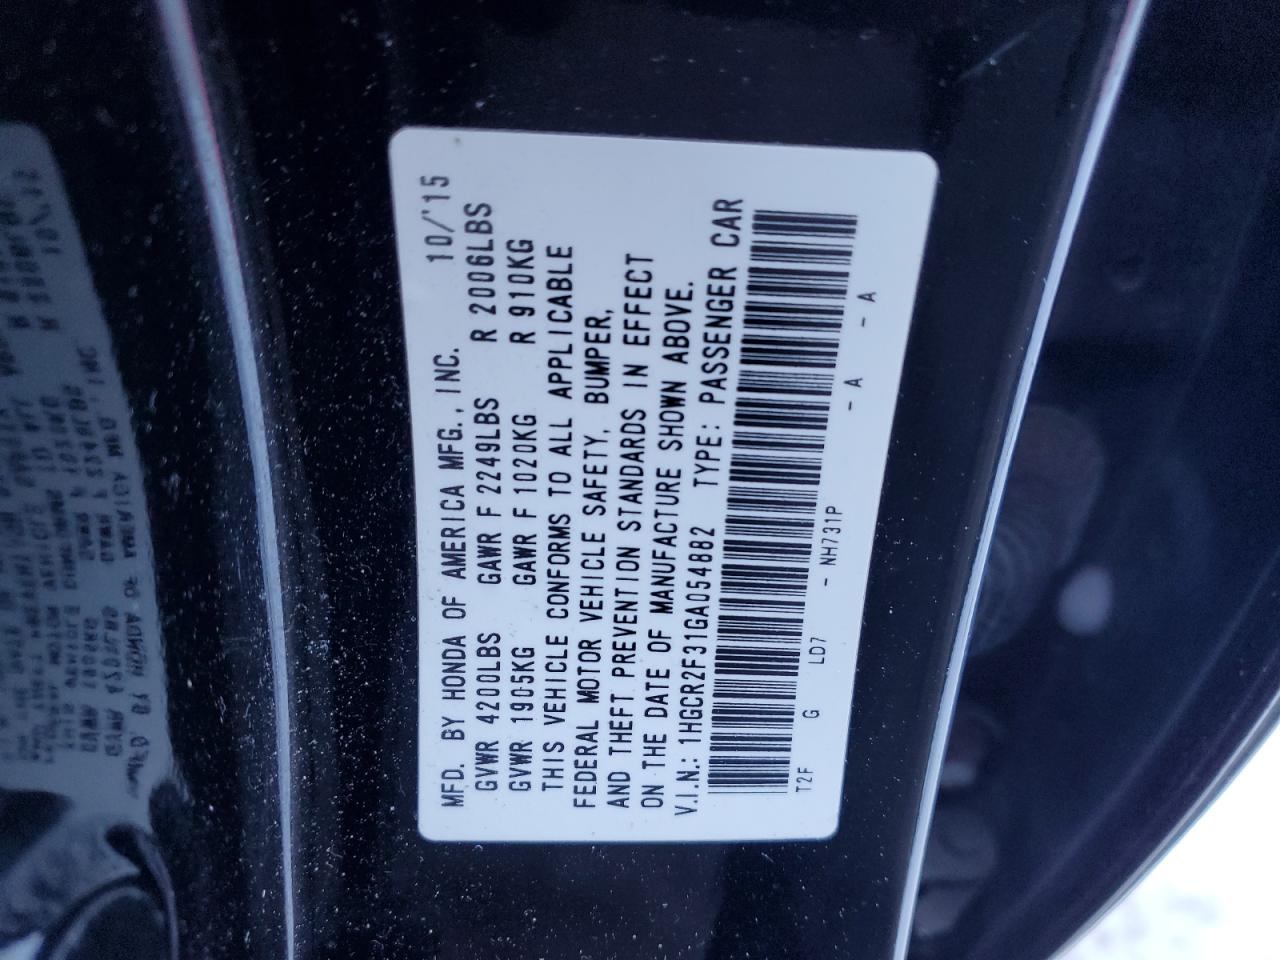 MFD. BY HONDA OF AMERICA MFG., INC. 10/'15
GVWR 4200LBS GAWR F 2249LBS R 2006LBS
GVWR 1905KG GAWR F 1020KG R 910KG
THIS VEHICLE CONFORMS TO ALL APPLICABLE
FEDERAL MOTOR VEHICLE SAFETY, BUMPER,
AND THEFT PREVENTION STANDARDS IN EFFECT
ON THE DATE OF MANUFACTURE SHOWN ABOVE.
V.I.N.: 1HGCR2F31GA054882 TYPE: PASSENGER CAR
T2F G LD7 - NH731P - A - A